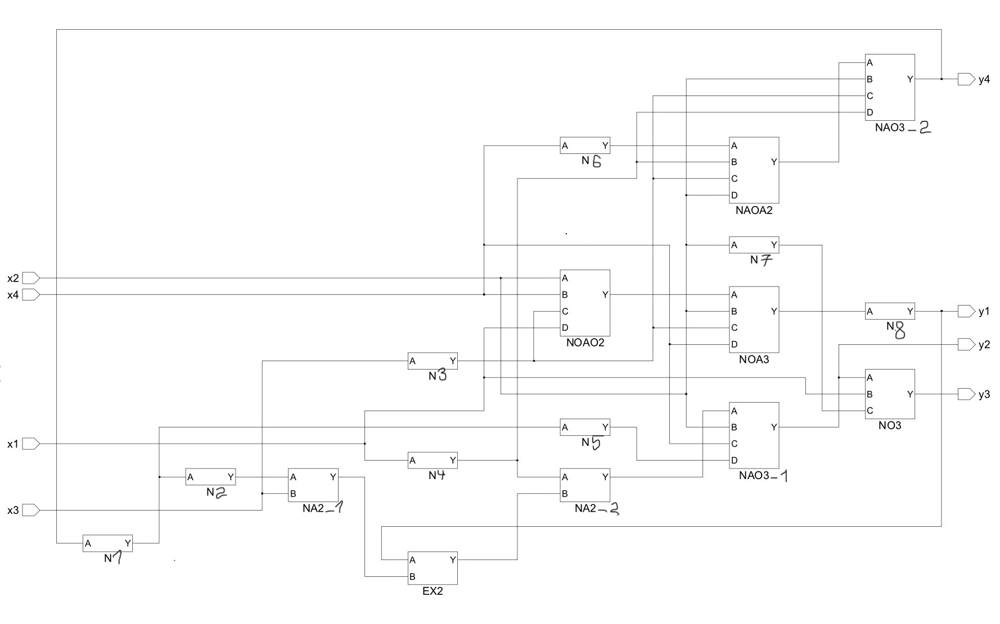 A
B Y y4
C
D
NAO3_2
A Y A
N6 B
C Y
D
NAOA2
A Y
N7
x2 A
x4 B Y A
C B Y A Y y1
D C N8
NOAO2 D y2
A Y NOA3
N3 A
B Y y3
C
NO3
A
A Y B Y
N5 C
x1 D
A Y NAO3_1
N4
A Y A Y A Y
N2 B B
x3 NA2_1 NA2_2
A Y
N1
A Y
B
EX2